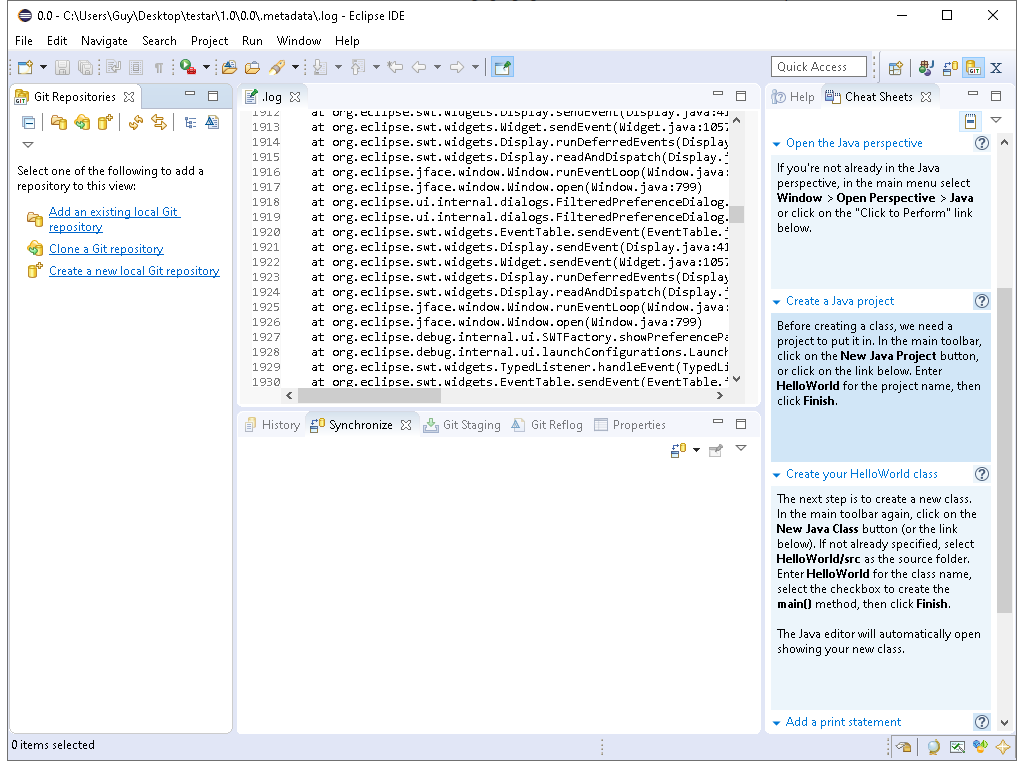 0.0 - C:\Users\Guy\Desktop\testar\1.0\0.0\.metadata\.log - Eclipse IDE
File Edit Navigate Search Project Run Window Help
Quick Access
Git Repositories
Select one of the following to add a
repository to this view:
Add an existing local Git
repository
Clone a Git repository
Create a new local Git repository
.log
1912 at org.eclipse.swt.widgets.Display.sendEvent(Display.java:41
1913 at org.eclipse.swt.widgets.Widget.sendEvent(Widget.java:1057
1914 at org.eclipse.swt.widgets.Display.runDeferredEvents(Display
1915 at org.eclipse.swt.widgets.Display.readAndDispatch(Display.j
1916 at org.eclipse.jface.window.Window.runEventLoop(Window.java:
1917 at org.eclipse.jface.window.Window.open(Window.java:799)
1918 at org.eclipse.ui.internal.dialogs.FilteredPreferenceDialog.
1919 at org.eclipse.ui.internal.dialogs.FilteredPreferenceDialog.
1920 at org.eclipse.swt.widgets.EventTable.sendEvent(EventTable.j
1921 at org.eclipse.swt.widgets.Display.sendEvent(Display.java:41
1922 at org.eclipse.swt.widgets.Widget.sendEvent(Widget.java:1057
1923 at org.eclipse.swt.widgets.Display.runDeferredEvents(Display
1924 at org.eclipse.swt.widgets.Display.readAndDispatch(Display.j
1925 at org.eclipse.jface.window.Window.runEventLoop(Window.java:
1926 at org.eclipse.jface.window.Window.open(Window.java:799)
1927 at org.eclipse.debug.internal.ui.SWTFactory.showPreferencePa
1928 at org.eclipse.debug.internal.ui.launchConfigurations.Launch
1929 at org.eclipse.swt.widgets.TypedListener.handleEvent(TypedLi
1930 at org.eclipse.swt.widgets.EventTable.sendEvent(EventTable.j
History Synchronize Git Staging Git Reflog Properties
Help Cheat Sheets
Open the Java perspective
If you're not already in the Java
perspective, in the main menu select
Window > Open Perspective > Java
or click on the "Click to Perform" link
below.
Create a Java project
Before creating a class, we need a
project to put it in. In the main toolbar,
click on the New Java Project button,
or click on the link below. Enter
HelloWorld for the project name, then
click Finish.
Create your HelloWorld class
The next step is to create a new class.
In the main toolbar again, click on the
New Java Class button (or the link
below). If not already specified, select
HelloWorld/src as the source folder.
Enter HelloWorld for the class name,
select the checkbox to create the
main() method, then click Finish.
The Java editor will automatically open
showing your new class.
Add a print statement
0 items selected